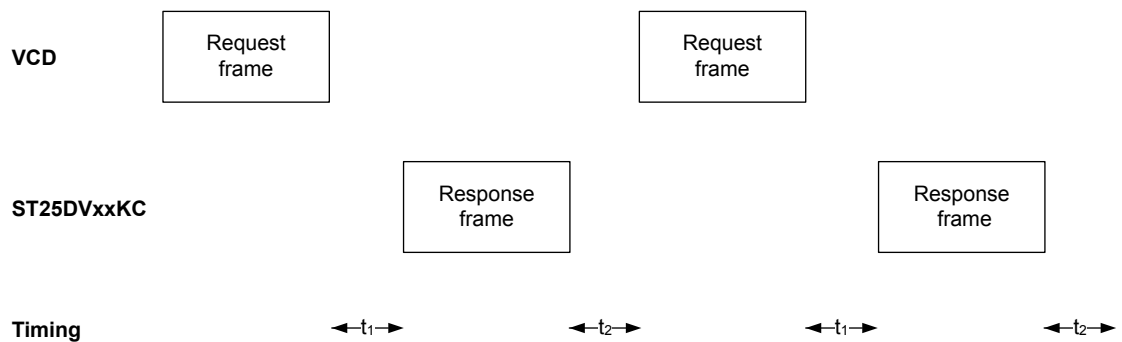 VCD
Request
frame
Request
frame
ST25DVxxKC
Response
frame
Response
frame
Timing
t1
t2
t1
t2